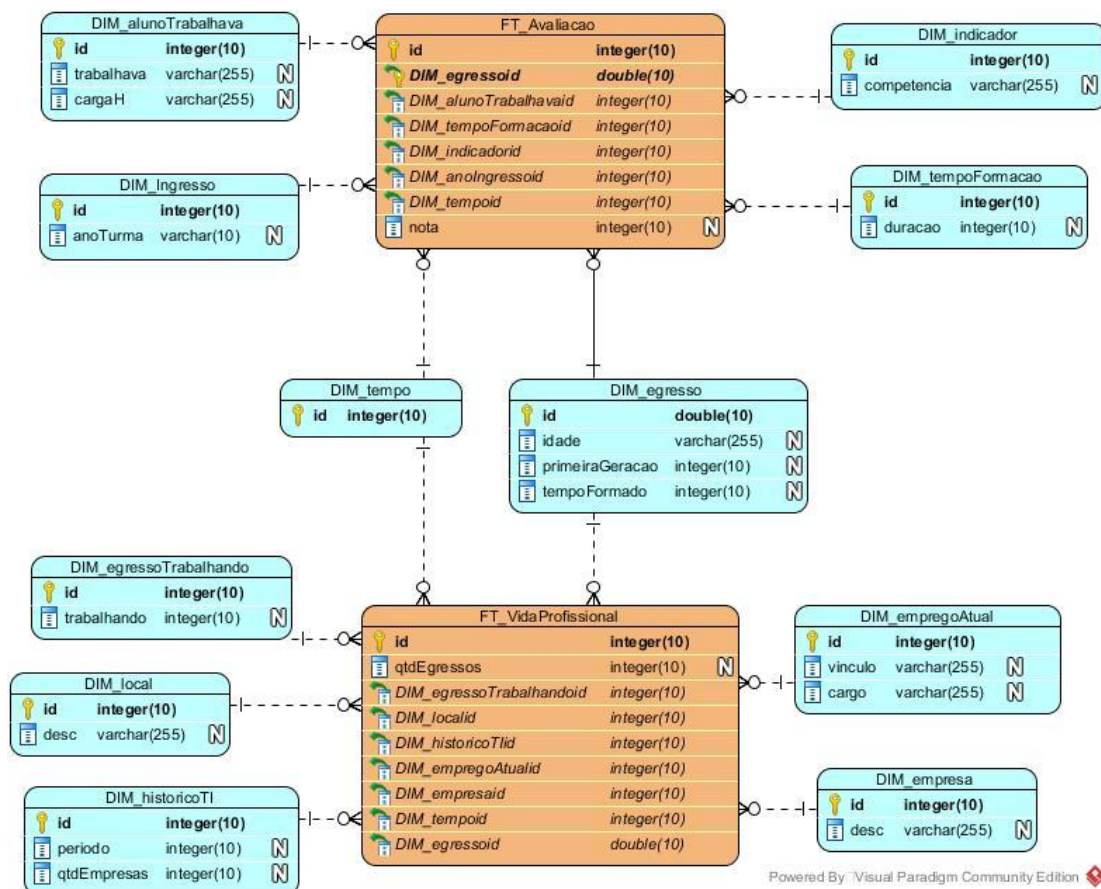 DIM_alunoTrabalhava
id integer(10)
trabalhava varchar(255) N
cargaH varchar(255) N
FT_Avaliacao
id integer(10)
DIM_egressoid double(10)
DIM_alunoTrabalhavaid integer(10)
DIM_tempoFormacaoid integer(10)
DIM_indicadorid integer(10)
DIM_anoIngressoid integer(10)
DIM_tempoid integer(10)
nota integer(10) N
DIM_indicador
id integer(10)
competencia varchar(255) N
DIM_Ingresso
id integer(10)
anoTurma varchar(10) N
DIM_tempoFormacao
id integer(10)
duracao integer(10) N
DIM_tempo
id integer(10)
DIM_egresso
id double(10)
idade varchar(255) N
primeiraGeracao integer(10) N
tempoFormado integer(10) N
DIM_egressoTrabalhando
id integer(10)
trabalhando integer(10) N
DIM_local
id integer(10)
desc varchar(255) N
DIM_historicoTI
id integer(10)
periodo integer(10) N
qtdEmpresas integer(10) N
FT_VidaProfissional
id integer(10)
qtdEgressos integer(10) N
DIM_egressoTrabalhandoid integer(10)
DIM_localid integer(10)
DIM_historicoTIid integer(10)
DIM_empregoAtualid integer(10)
DIM_empresaid integer(10)
DIM_tempoid integer(10)
DIM_egressoid double(10)
DIM_empregoAtual
id integer(10)
vinculo varchar(255) N
cargo varchar(255) N
DIM_empresa
id integer(10)
desc varchar(255) N
Powered By Visual Paradigm Community Edition